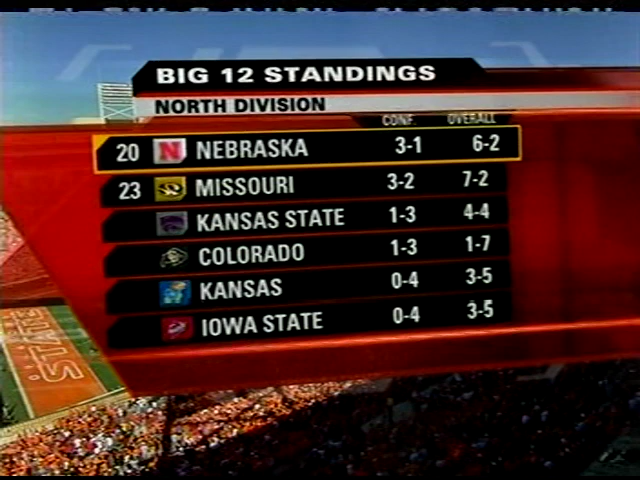 BIG 12 STANDINGS
NORTH DIVISION
CONF. OVERALL
20 N NEBRASKA 3-1 6-2
23 MISSOURI 3-2 7-2
KANSAS STATE 1-3 4-4
COLORADO 1-3 1-7
KANSAS 0-4 3-5
IOWA STATE 0-4 3-5
STATE